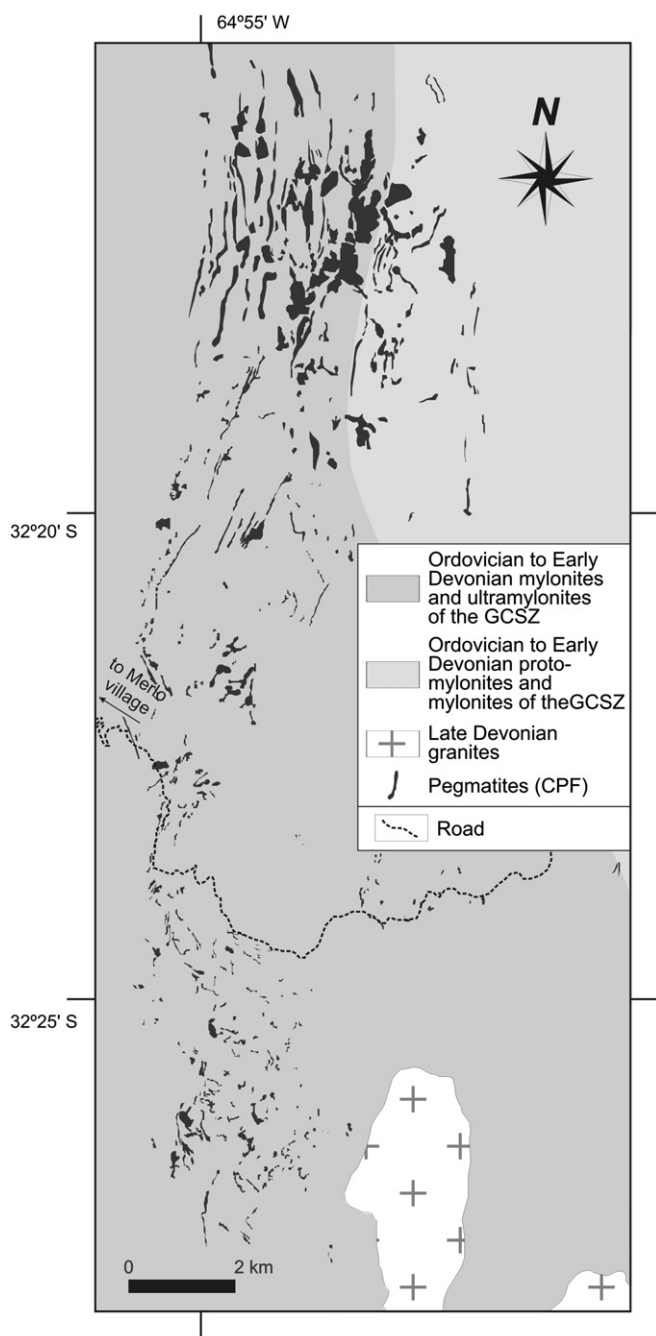 64º55' W
N
32º20' S
Ordovician to Early
Devonian mylonites
and ultramylonites
of the GCSZ
Ordovician to Early
Devonian proto-
mylonites and
mylonites of theGCSZ
Late Devonian
granites
Pegmatites (CPF)
Road
to Merlo
village
32º25' S
0 2 km